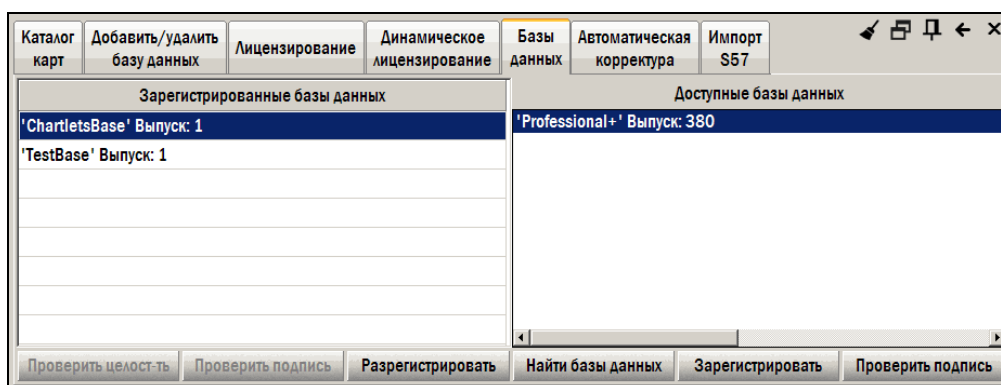 Каталог карт
Добавить/удалить базу данных
Лицензирование
Динамическое лицензирование
Базы данных
Автоматическая корректура
Импорт S57
Зарегистрированные базы данных
Доступные базы данных
'ChartletsBase' Выпуск: 1
'TestBase' Выпуск: 1
'Professional+' Выпуск: 380
Проверить целост-ть
Проверить подпись
Разрегистрировать
Найти базы данных
Зарегистрировать
Проверить подпись